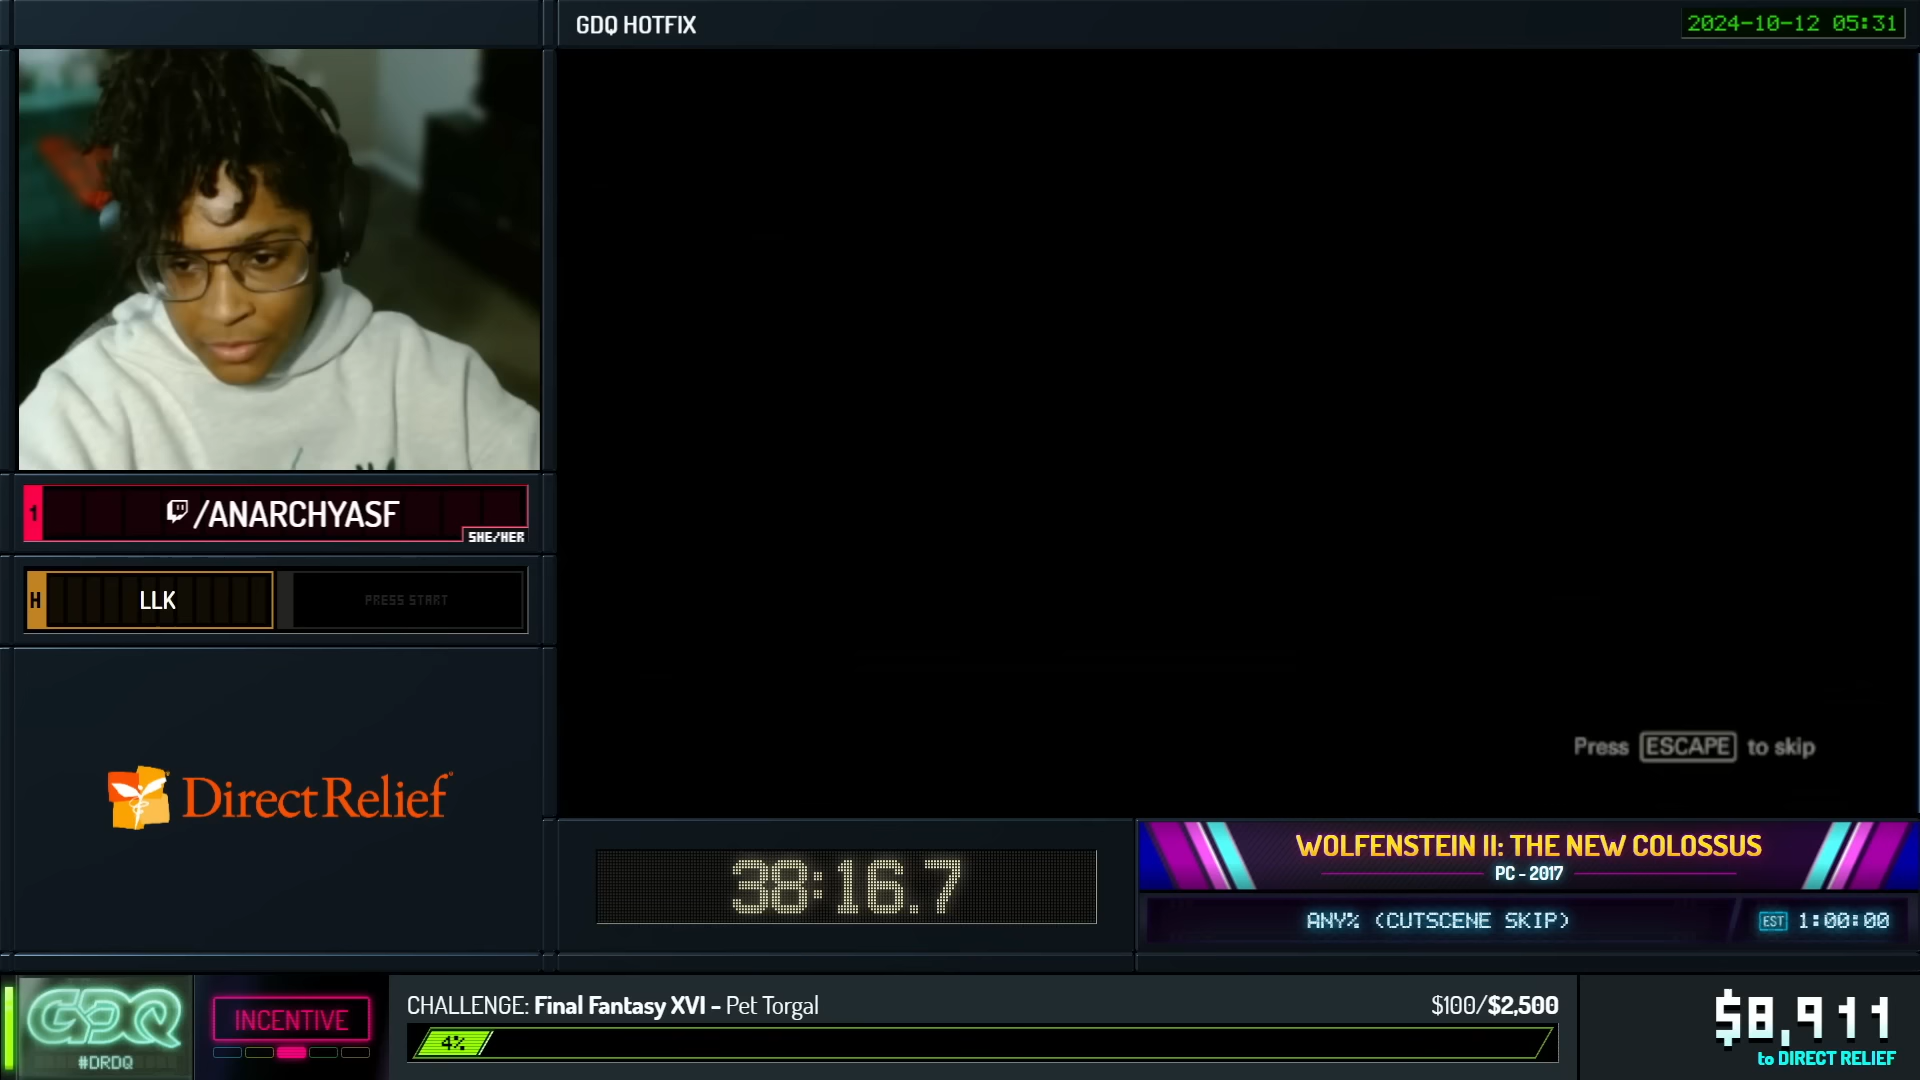 GDQ HOTFIX
2024-10-12 05:31
1
/ANARCHYASF
SHE/HER
H
LLK
PRESS START
DirectRelief
Press ESCAPE to skip
38:16.7
WOLFENSTEIN II: THE NEW COLOSSUS
PC - 2017
ANY% (CUTSCENE SKIP)
EST 1:00:00
GDQ
#DRDQ
INCENTIVE
CHALLENGE: Final Fantasy XVI - Pet Torgal
$100/$2,500
4%
$8,911
to DIRECT RELIEF